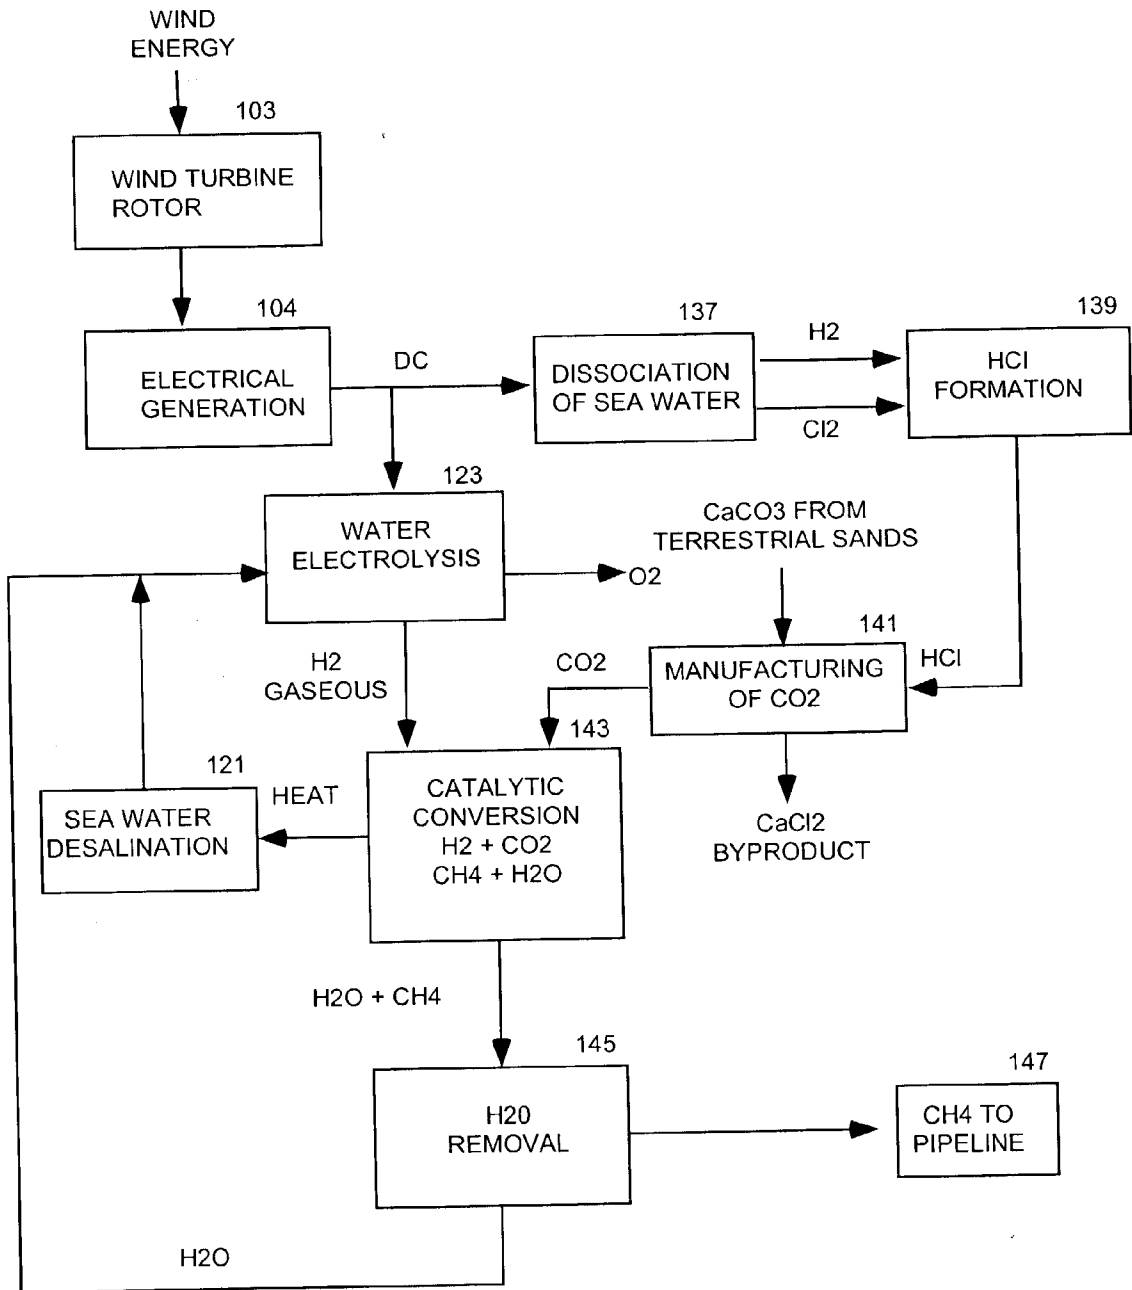 WIND
ENERGY
103
WIND TURBINE
ROTOR
104
ELECTRICAL
GENERATION
DC
137
DISSOCIATION
OF SEA WATER
H2
Cl2
139
HCl
FORMATION
123
WATER
ELECTROLYSIS
O2
CaCO3 FROM
TERRESTRIAL SANDS
141
MANUFACTURING
OF CO2
HCl
CO2
H2
GASEOUS
143
CATALYTIC
CONVERSION
H2 + CO2
CH4 + H2O
121
SEA WATER
DESALINATION
HEAT
CaCl2
BYPRODUCT
H2O + CH4
145
H20
REMOVAL
147
CH4 TO
PIPELINE
H2O